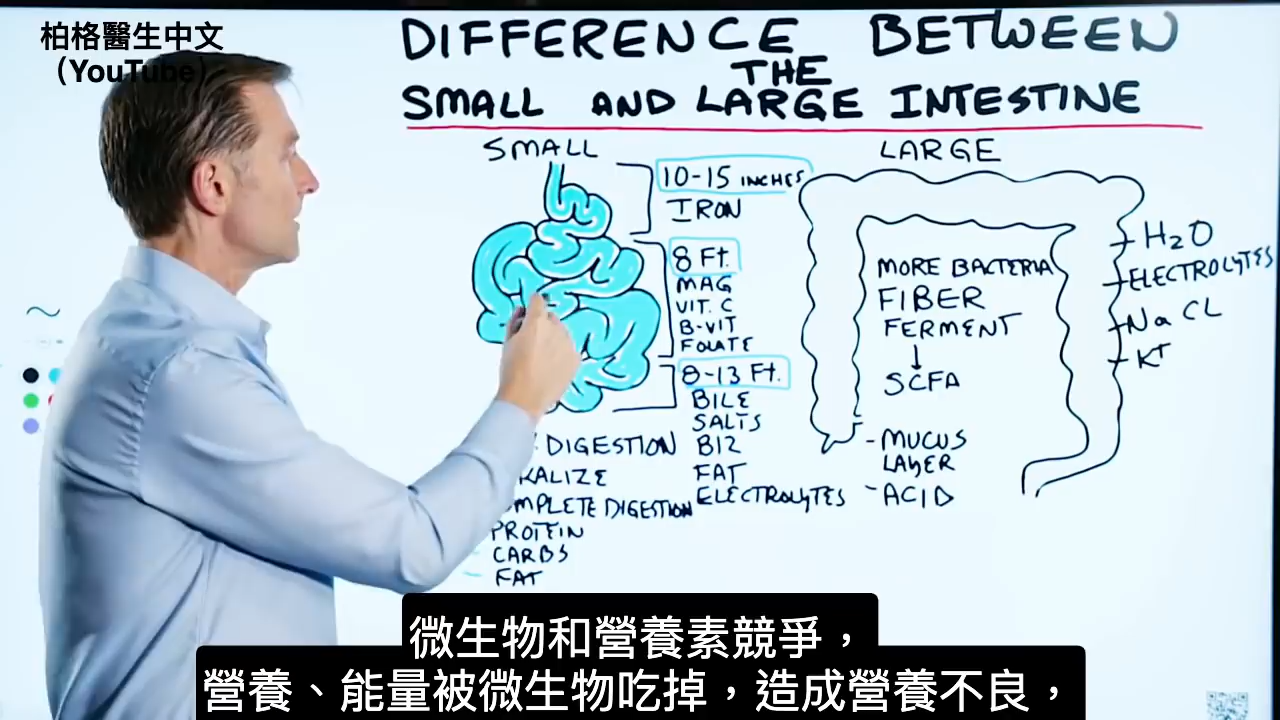 柏格醫生中文
（YouTube）
DIFFERENCE BETWEEN
THE
SMALL AND LARGE INTESTINE
SMALL
10-15 INCHES
IRON
8 Ft.
MAG
VIT. C
B-VIT
FOLATE
8-13 Ft.
BILE
SALTS
B12
FAT
ELECTROLYTES
DIGESTION
KALIZE
OMPLETE DIGESTION
PROTEIN
CARBS
FAT
LARGE
MORE BACTERIA
FIBER
FERMENT
↓
SCFA
- MUCUS
LAYER
- ACID
H2O
ELECTROLYTES
NaCL
K+
微生物和營養素競爭，
營養、能量被微生物吃掉，造成營養不良，